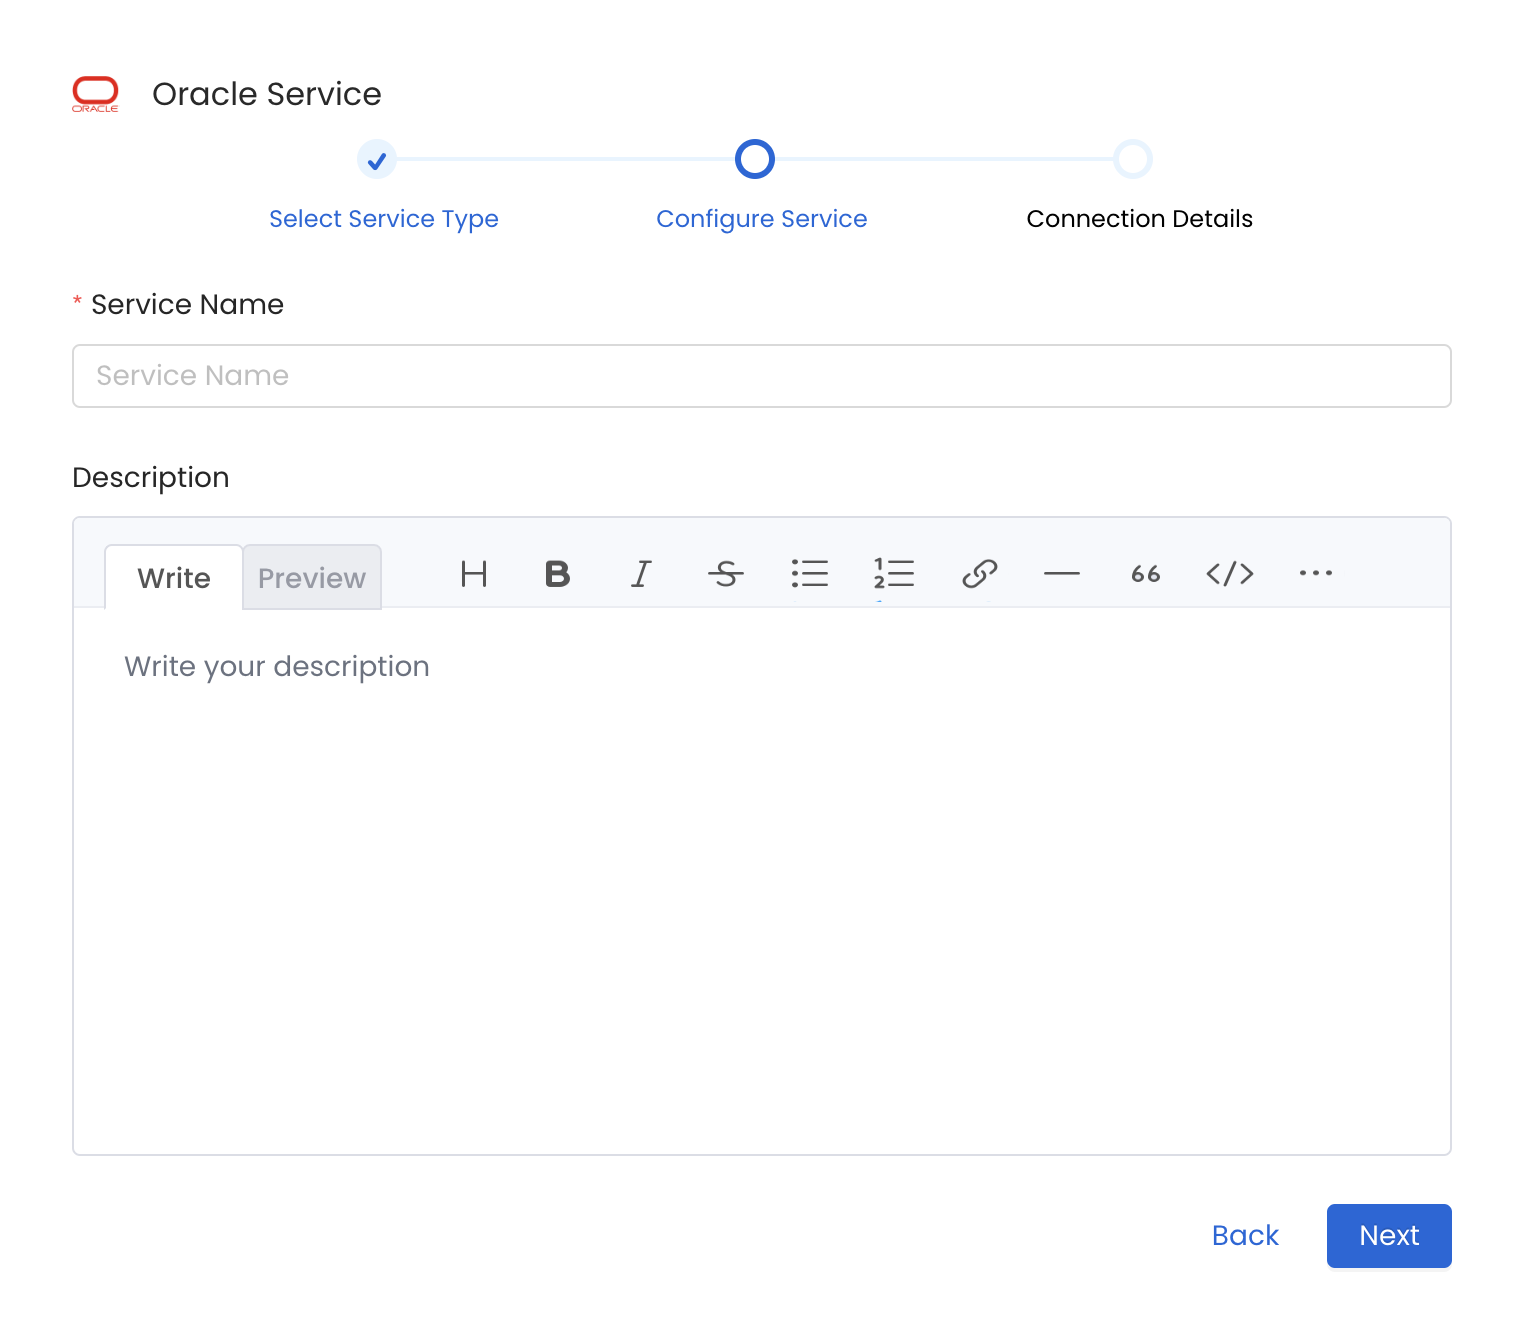 ORACLE
Oracle Service
Select Service Type
Configure Service
Connection Details
* Service Name
Service Name
Description
Write
Preview
H B I S 66 </> ...
Write your description
Back
Next